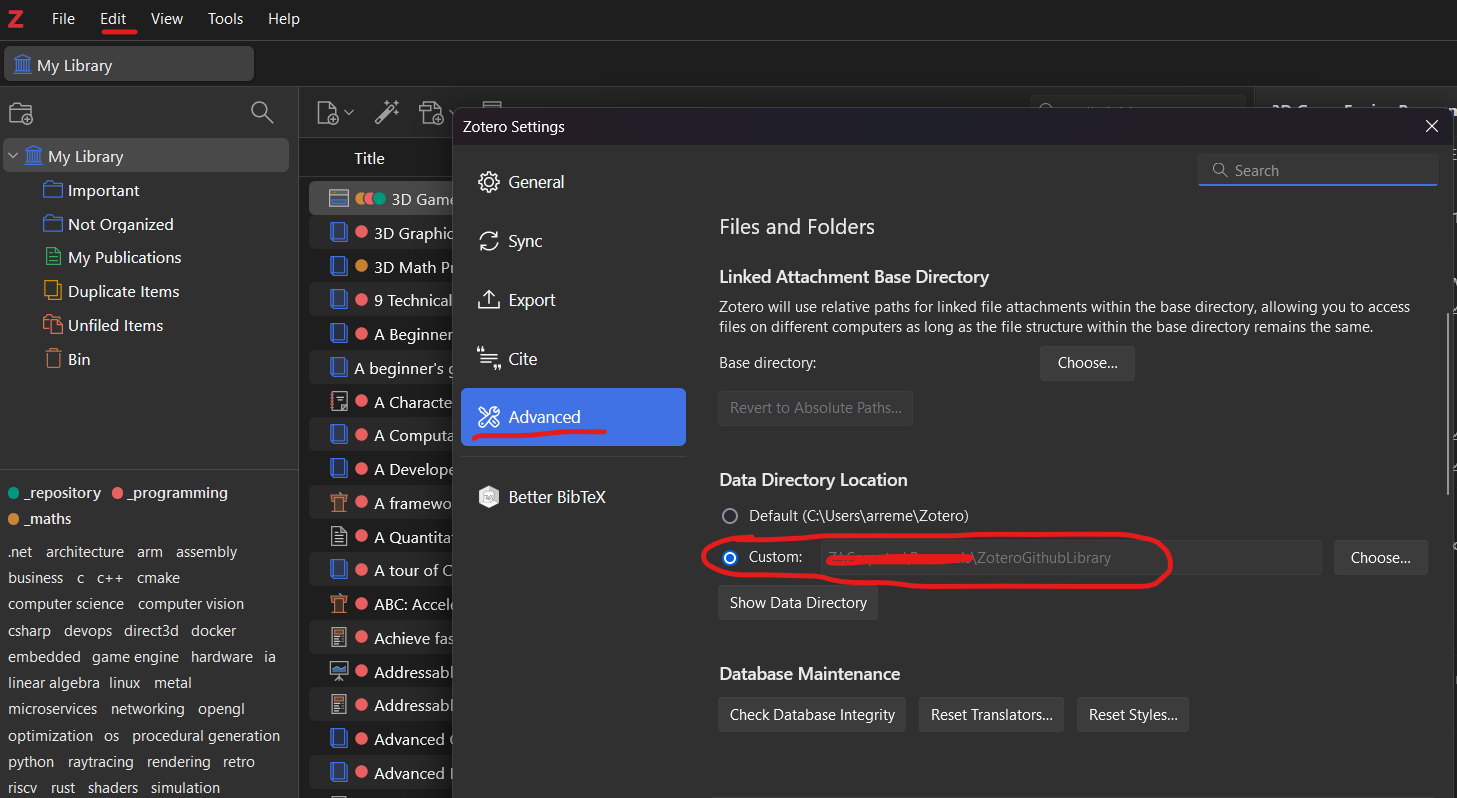 Z File Edit View Tools Help
My Library
Zotero Settings
My Library
Important
Not Organized
My Publications
Duplicate Items
Unfiled Items
Bin
_repository _programming
_maths
.net architecture arm assembly
business c c++ cmake
computer science computer vision
csharp devops direct3d docker
embedded game engine hardware ia
linear algebra linux metal
microservices networking opengl
optimization os procedural generation
python raytracing rendering retro
riscv rust shaders simulation
Title
3D Game
3D Graphic
3D Math Pr
9 Technical
A Beginner
A beginner's g
A Characte
A Computa
A Develope
A framewo
A Quantita
A tour of C
ABC: Accele
Achieve fas
Addressabl
Addressabl
Advanced
Advanced
General
Sync
Export
Cite
Advanced
Better BibTeX
Search
Files and Folders
Linked Attachment Base Directory
Zotero will use relative paths for linked file attachments within the base directory, allowing you to access
files on different computers as long as the file structure within the base directory remains the same.
Base directory: Choose...
Revert to Absolute Paths...
Data Directory Location
Default (C:\Users\arreme\Zotero)
Custom: \ZoteroGithubLibrary Choose...
Show Data Directory
Database Maintenance
Check Database Integrity Reset Translators... Reset Styles...